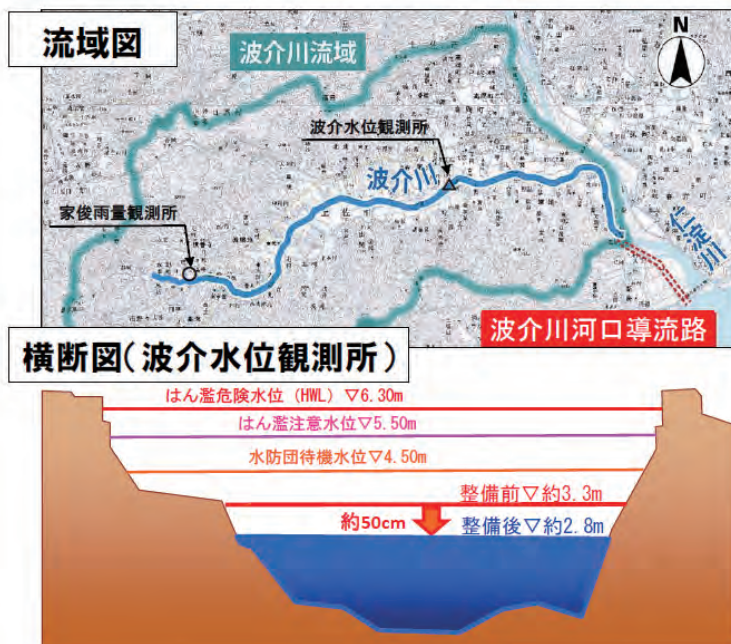 流域図
波介川流域
N
波介水位観測所
波介川
家俊雨量観測所
仁淀川
波介川河口導流路
横断図(波介水位観測所)
はん濫危険水位 (HWL) ▽6.30m
はん濫注意水位▽5.50m
水防団待機水位▽4.50m
整備前▽約3.3m
約50cm
整備後▽約2.8m